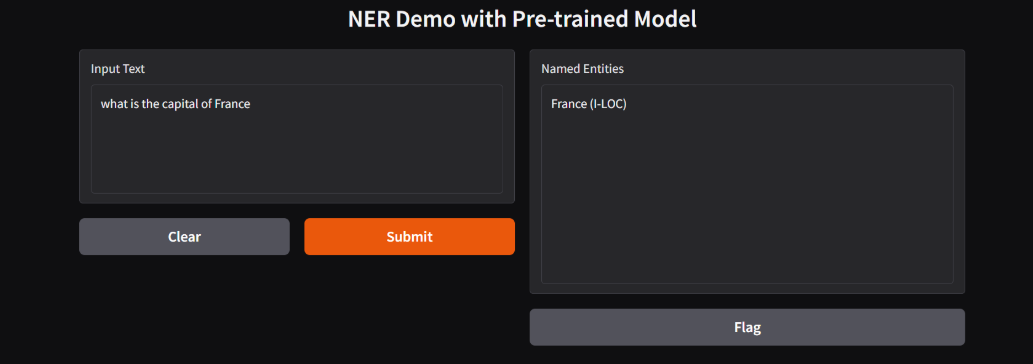 NER Demo with Pre-trained Model
Input Text
what is the capital of France
Clear
Submit
Named Entities
France (I-LOC)
Flag